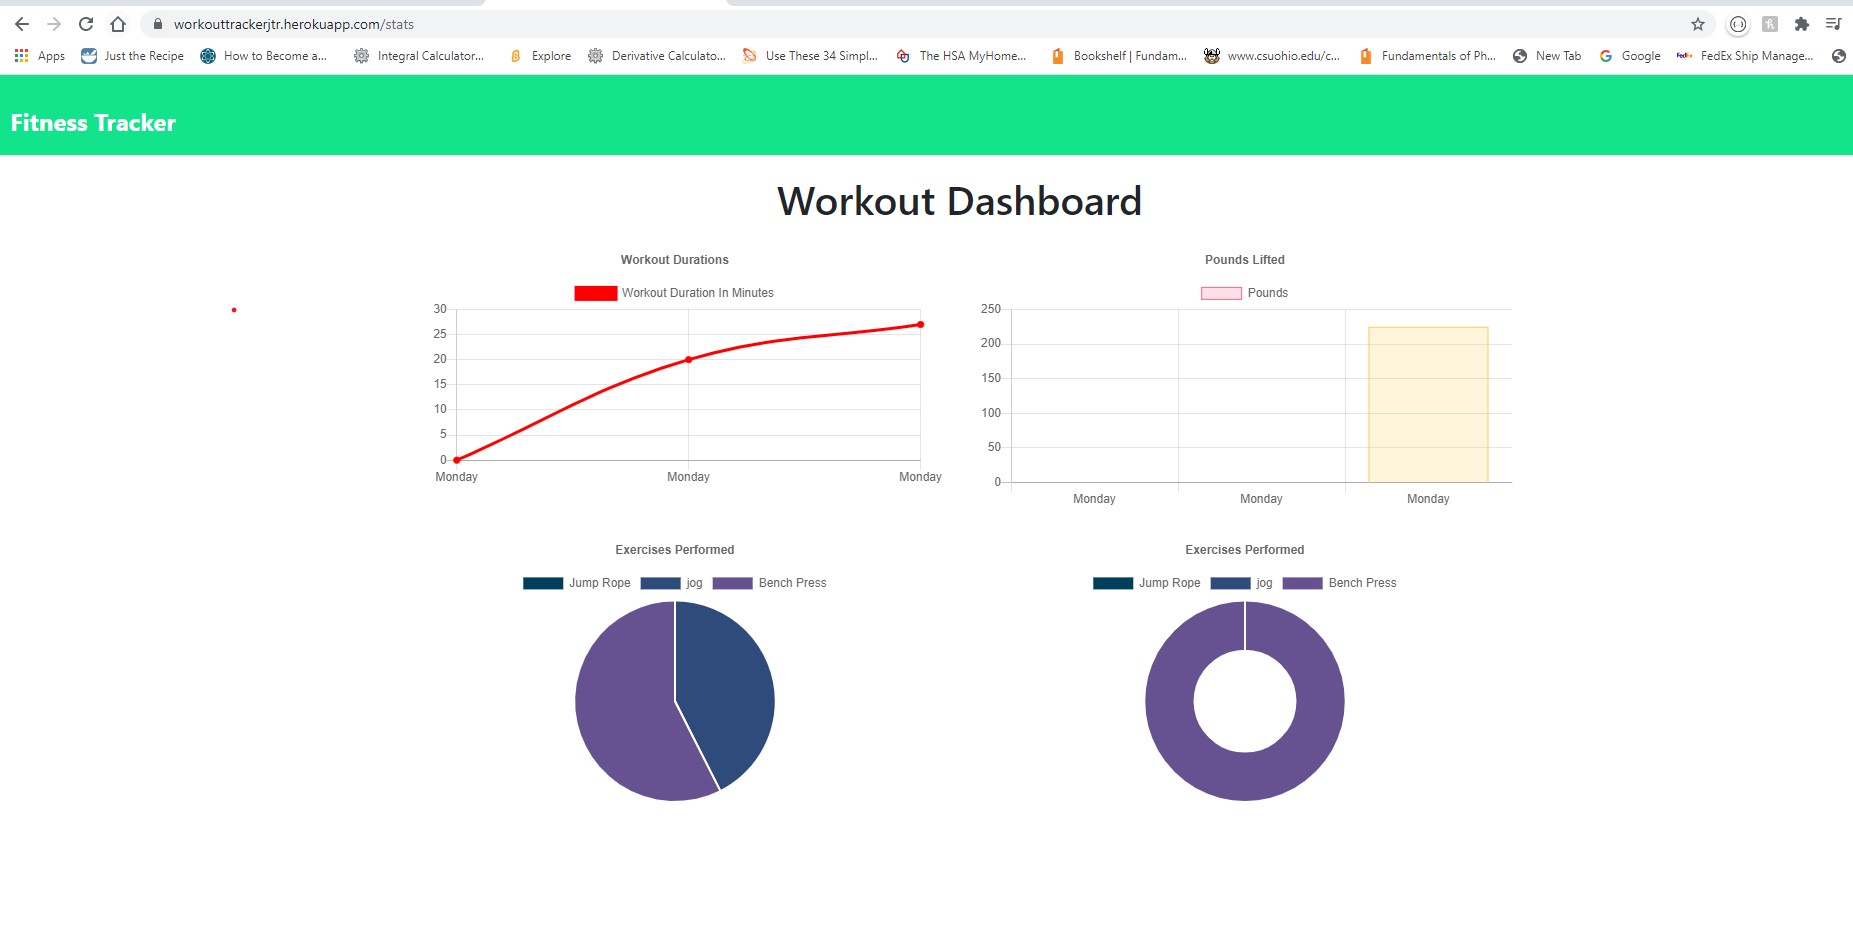 workouttrackerjtr.herokuapp.com/stats
Apps Just the Recipe How to Become a... Integral Calculator... Explore Derivative Calculato... Use These 34 Simpl... The HSA MyHome... Bookshelf | Fundam... www.csuohio.edu/c... Fundamentals of Ph... New Tab Google FedEx Ship Manage...
Fitness Tracker
Workout Dashboard
Workout Durations
Workout Duration In Minutes
30
25
20
15
10
5
0
Monday Monday Monday
Pounds Lifted
Pounds
250
200
150
100
50
0
Monday Monday Monday
Exercises Performed
Jump Rope jog Bench Press
Exercises Performed
Jump Rope jog Bench Press